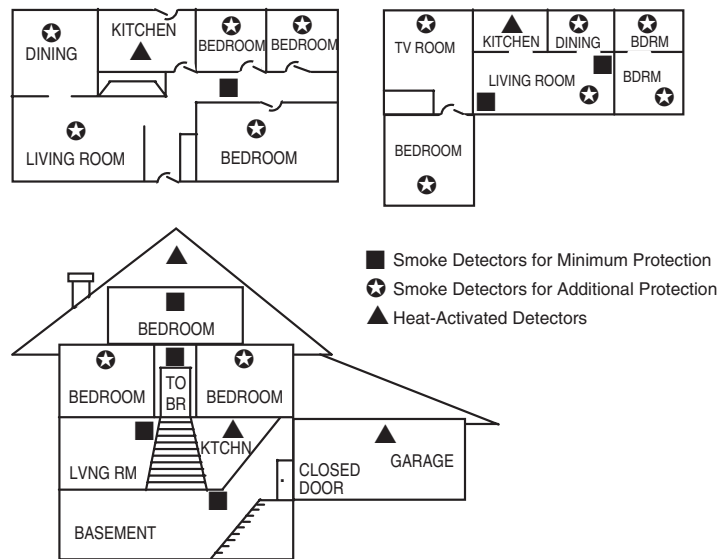 KITCHEN
DINING
BEDROOM
BEDROOM
LIVING ROOM
BEDROOM
TV ROOM
KITCHEN
DINING
BDRM
LIVING ROOM
BDRM
BEDROOM
Smoke Detectors for Minimum Protection
Smoke Detectors for Additional Protection
Heat-Activated Detectors
BEDROOM
BEDROOM
TO
BR
BEDROOM
LVNG RM
KTCHN
CLOSED
DOOR
GARAGE
BASEMENT